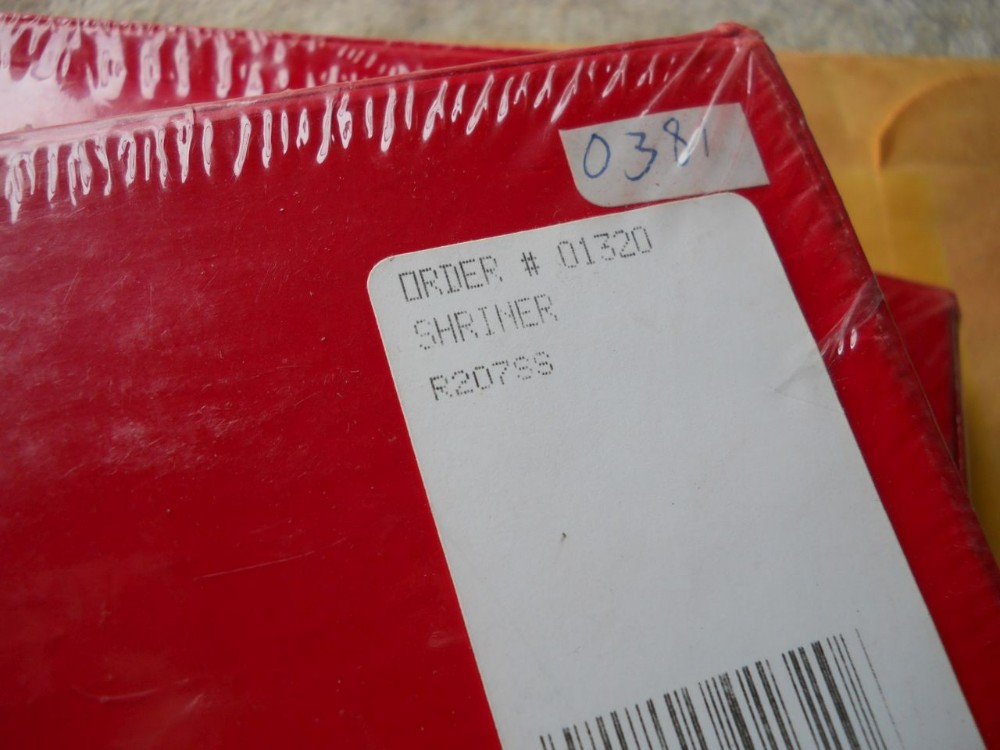 0381
ORDER # 01320
SHRINER
R207SS